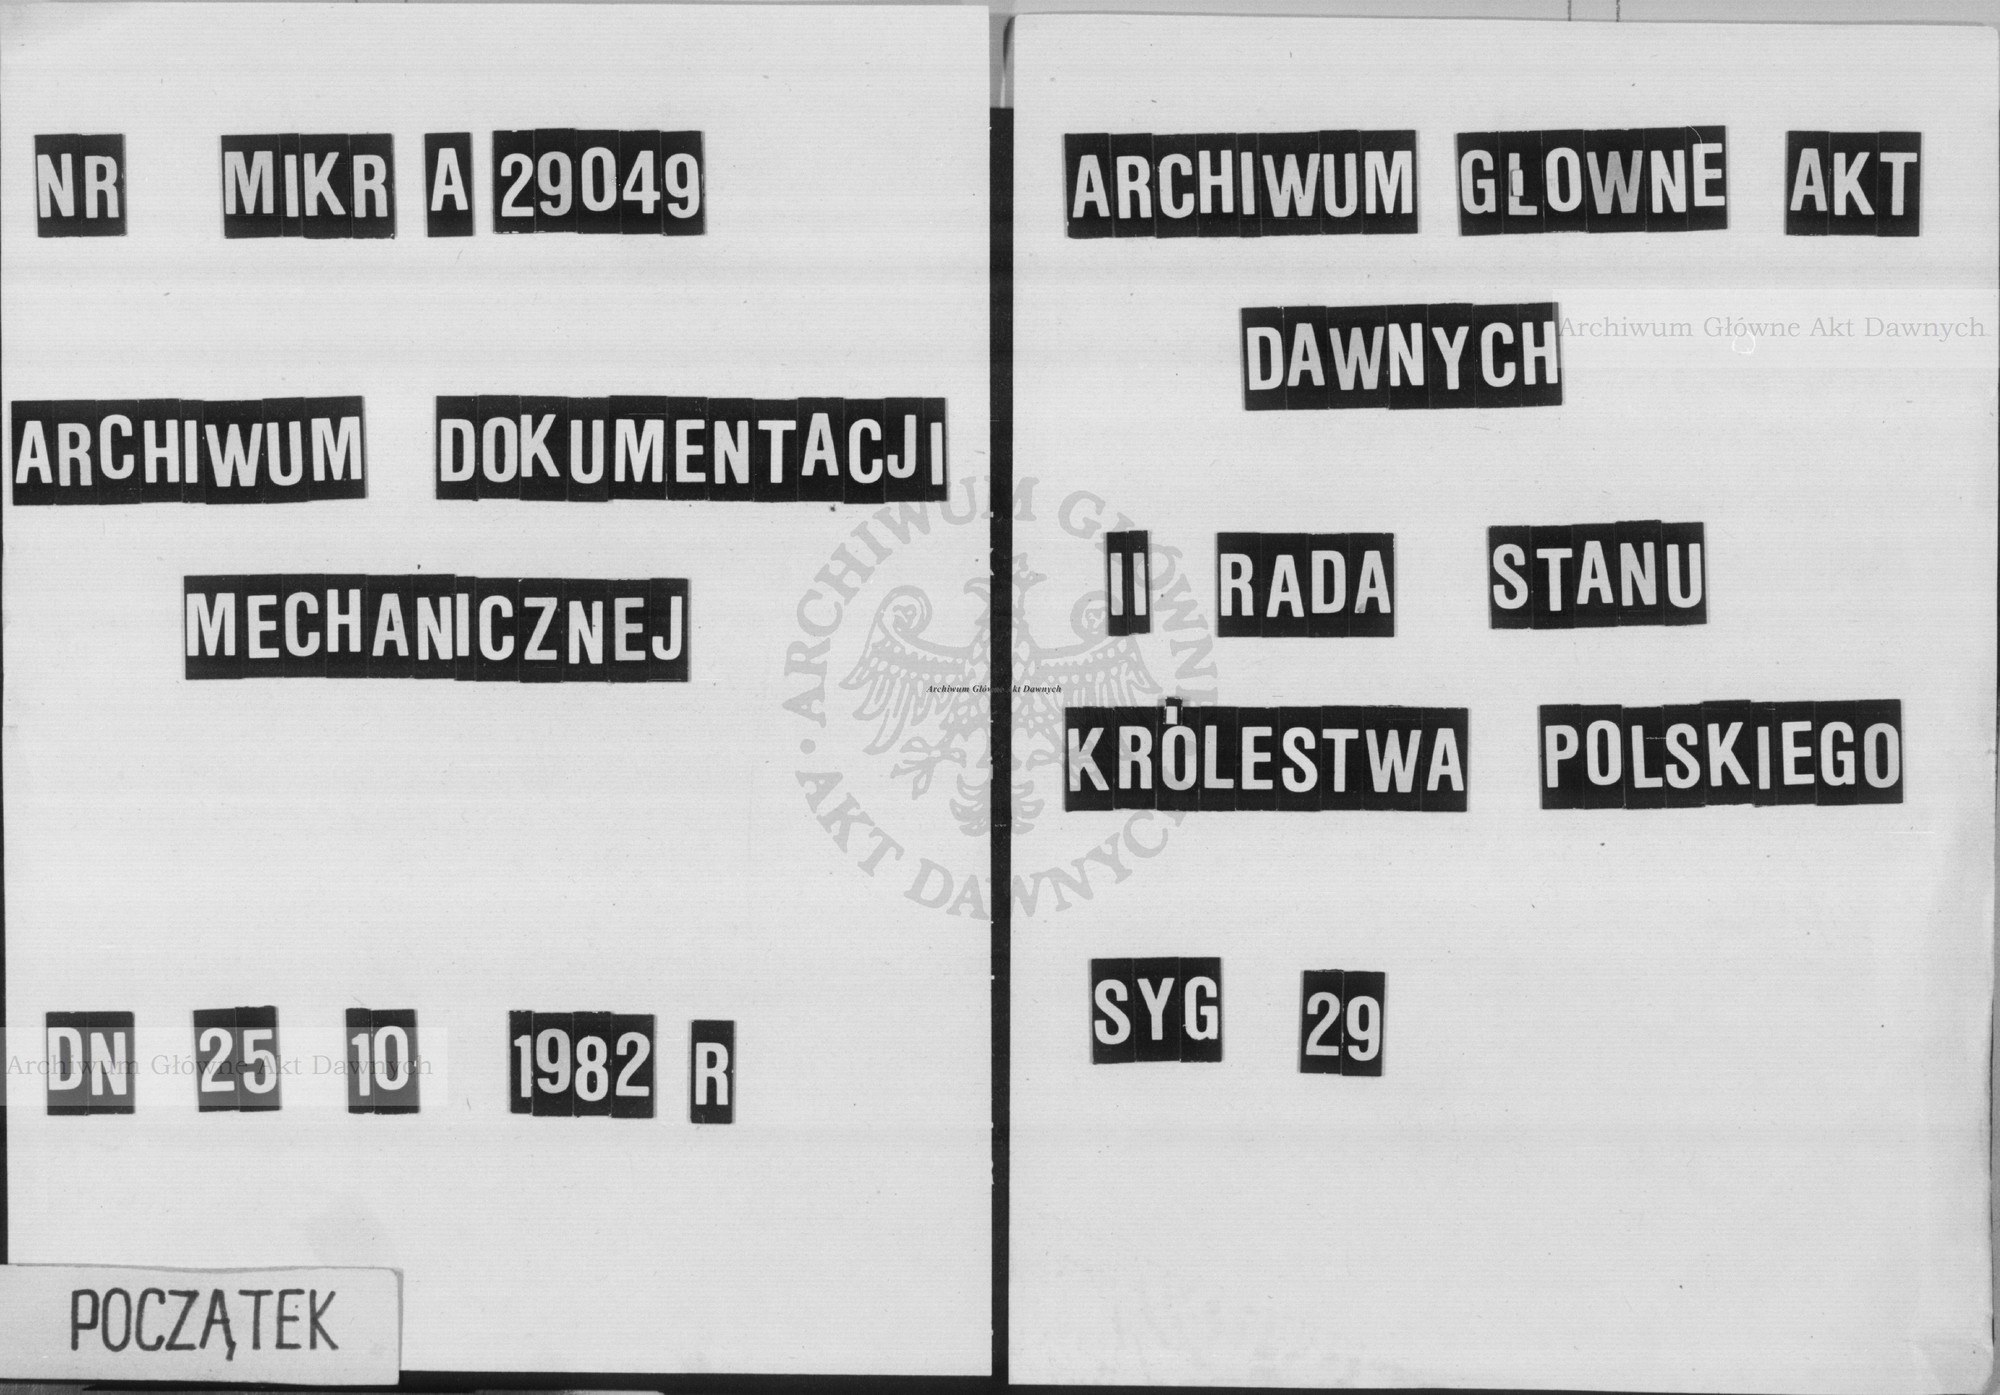 NR MIKR A 29049
ARCHIWUM DOKUMENTACJI
MECHANICZNEJ
DN 25 10 1982 R
POCZĄTEK
ARCHIWUM GŁOWNE AKT
DAWNYCH
II RADA STANU
KRÓLESTWA POLSKIEGO
SYG 29
Archiwum Główne Akt Dawnych
Archiwum Główne Akt Dawnych
Archiwum Główne Akt Dawnych
ARCHIWUM GŁÓWNE
AKT DAWNYCH